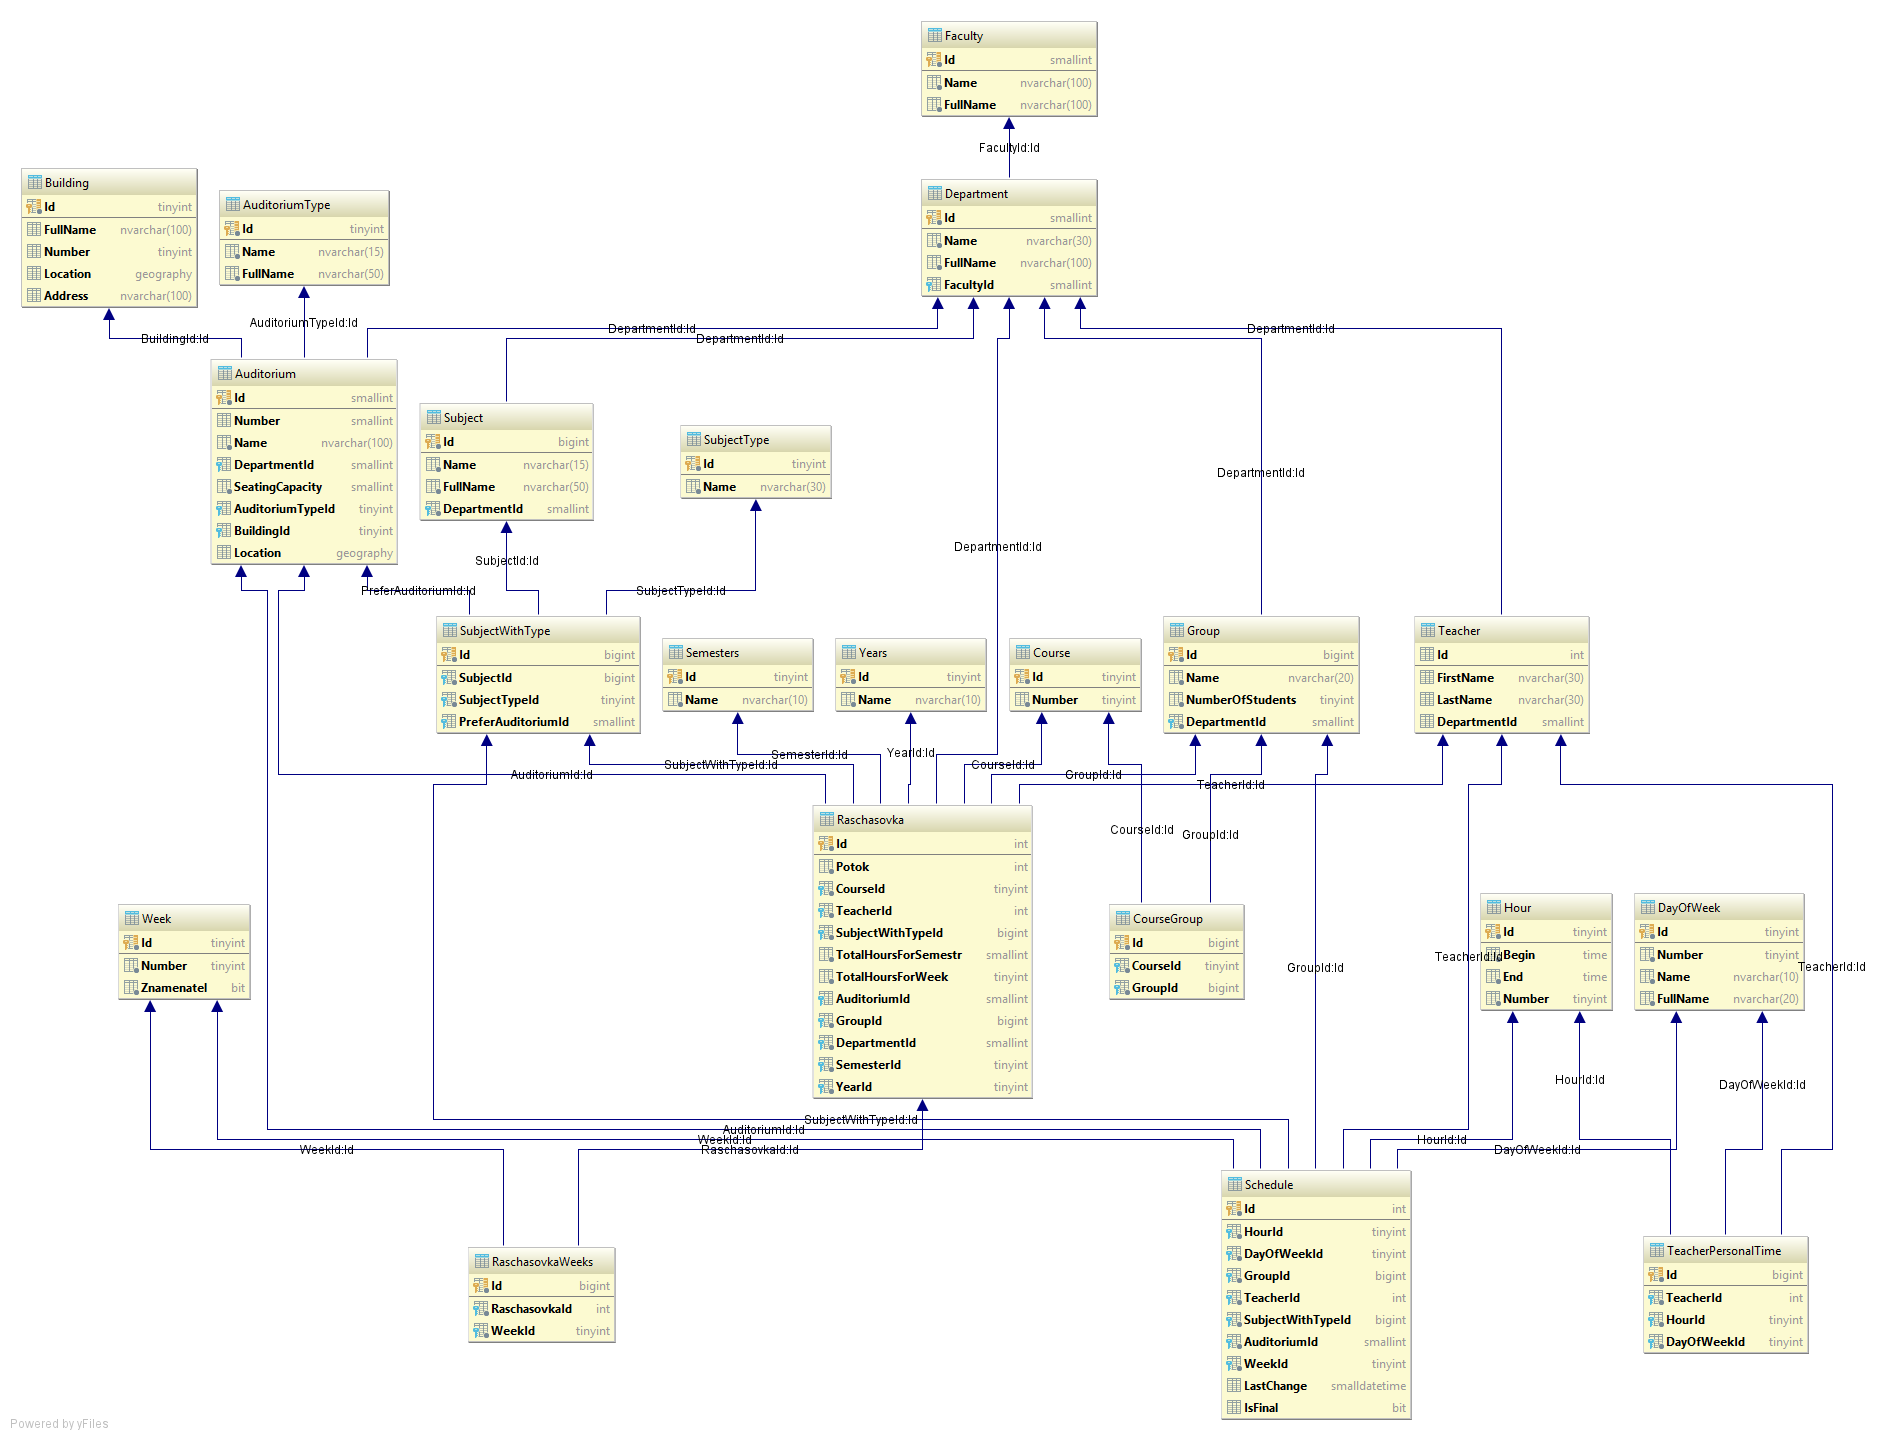 Faculty
Id smallint
Name nvarchar(100)
FullName nvarchar(100)
FacultyId:Id
Building
Id tinyint
FullName nvarchar(100)
Number tinyint
Location geography
Address nvarchar(100)
AuditoriumType
Id tinyint
Name nvarchar(15)
FullName nvarchar(50)
Department
Id smallint
Name nvarchar(30)
FullName nvarchar(100)
FacultyId smallint
BuildingId:Id
AuditoriumTypeId:Id
DepartmentId:Id
DepartmentId:Id
DepartmentId:Id
Auditorium
Id smallint
Number smallint
Name nvarchar(100)
DepartmentId smallint
SeatingCapacity smallint
AuditoriumTypeId tinyint
BuildingId tinyint
Location geography
Subject
Id bigint
Name nvarchar(15)
FullName nvarchar(50)
DepartmentId smallint
SubjectType
Id tinyint
Name nvarchar(30)
DepartmentId:Id
DepartmentId:Id
SubjectId:Id
PreferAuditoriumId:Id
SubjectTypeId:Id
SubjectWithType
Id bigint
SubjectId bigint
SubjectTypeId tinyint
PreferAuditoriumId smallint
Semesters
Id tinyint
Name nvarchar(10)
Years
Id tinyint
Name nvarchar(10)
Course
Id tinyint
Number tinyint
Group
Id bigint
Name nvarchar(20)
NumberOfStudents tinyint
DepartmentId smallint
Teacher
Id int
FirstName nvarchar(30)
LastName nvarchar(30)
DepartmentId smallint
SemesterId:Id
YearId:Id
SubjectWithTypeId:Id
CourseId:Id
AuditoriumId:Id
GroupId:Id
TeacherId:Id
Raschasovka
Id int
Potok int
CourseId tinyint
TeacherId int
SubjectWithTypeId bigint
TotalHoursForSemestr smallint
TotalHoursForWeek tinyint
AuditoriumId smallint
GroupId bigint
DepartmentId smallint
SemesterId tinyint
YearId tinyint
CourseId:Id
GroupId:Id
Week
Id tinyint
Number tinyint
Znamenatel bit
CourseGroup
Id bigint
CourseId tinyint
GroupId bigint
Hour
Id tinyint
Begin time
End time
Number tinyint
DayOfWeek
Id tinyint
Number tinyint
Name nvarchar(10)
FullName nvarchar(20)
GroupId:Id
TeacherId:Id
TeacherId:Id
HourId:Id
DayOfWeekId:Id
SubjectWithTypeId:Id
AuditoriumId:Id
WeekId:Id
HourId:Id
WeekId:Id
RaschasovkaId:Id
DayOfWeekId:Id
Schedule
Id int
HourId tinyint
DayOfWeekId tinyint
GroupId bigint
TeacherId int
SubjectWithTypeId bigint
AuditoriumId smallint
WeekId tinyint
LastChange smalldatetime
IsFinal bit
RaschasovkaWeeks
Id bigint
RaschasovkaId int
WeekId tinyint
TeacherPersonalTime
Id bigint
TeacherId int
HourId tinyint
DayOfWeekId tinyint
Powered by yFiles